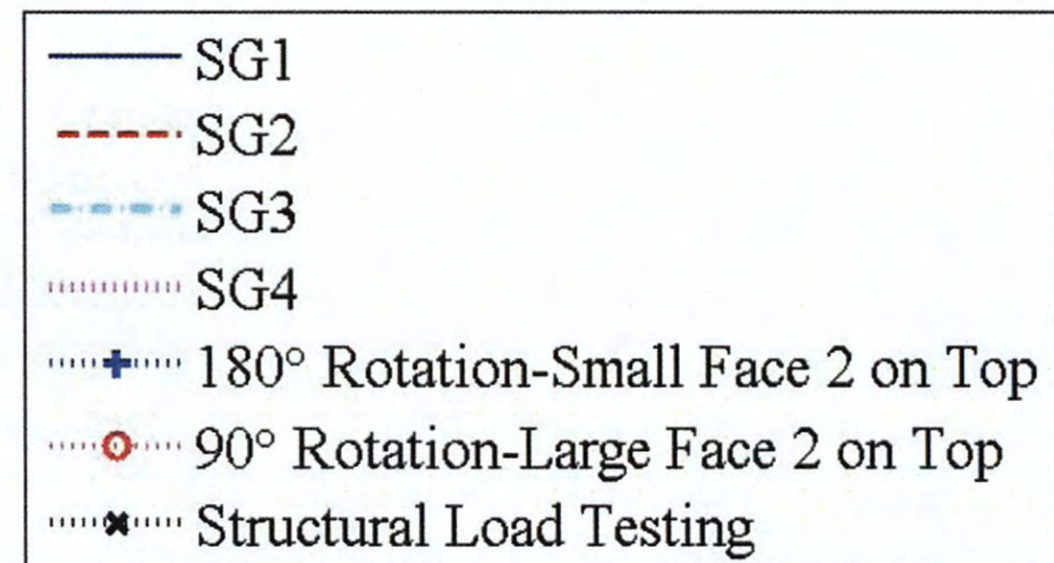 SG1
SG2
SG3
SG4
180° Rotation-Small Face 2 on Top
90° Rotation-Large Face 2 on Top
Structural Load Testing